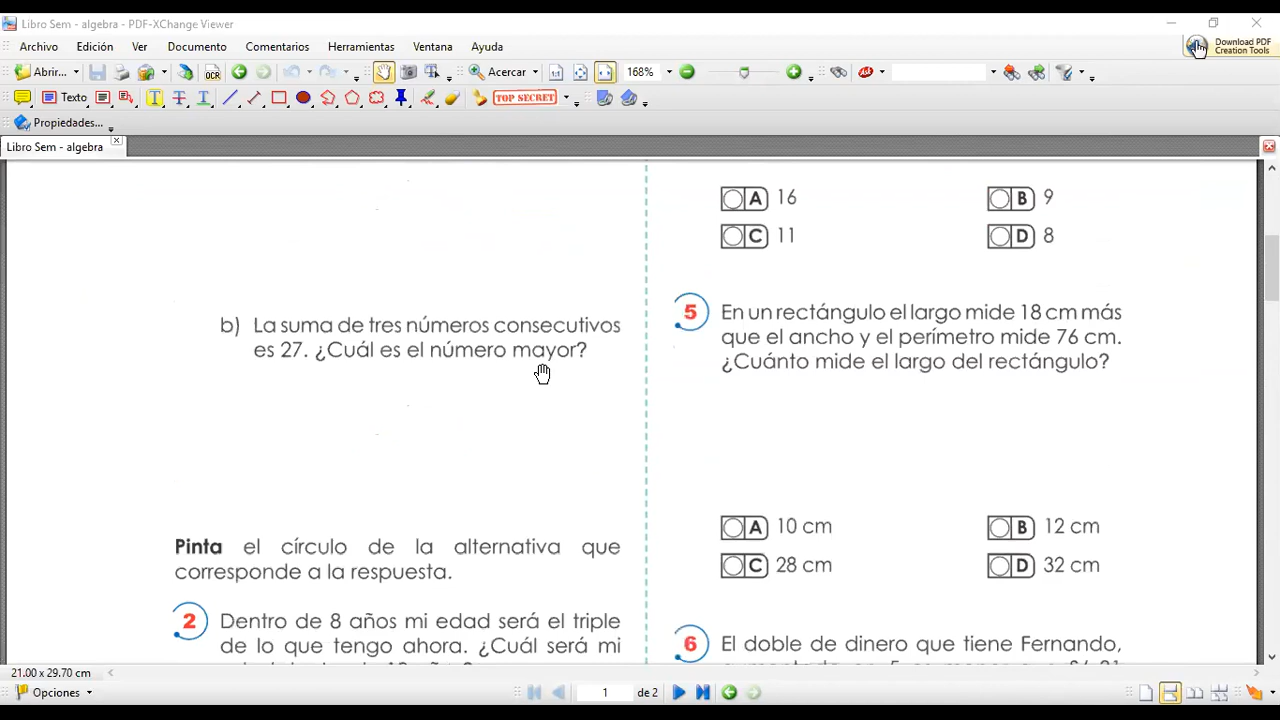 Libro Sem - algebra - PDF-XChange Viewer
Archivo Edición Ver Documento Comentarios Herramientas Ventana Ayuda
Download PDF
Creation Tools
Abrir... OCR Acercar 168%
Texto TOP SECRET
Propiedades...
Libro Sem - algebra
b) La suma de tres números consecutivos
es 27. ¿Cuál es el número mayor?
Pinta el círculo de la alternativa que
corresponde a la respuesta.
2 Dentro de 8 años mi edad será el triple
de lo que tengo ahora. ¿Cuál será mi
A 16 B 9
C 11 D 8
5 En un rectángulo el largo mide 18 cm más
que el ancho y el perímetro mide 76 cm.
¿Cuánto mide el largo del rectángulo?
A 10 cm B 12 cm
C 28 cm D 32 cm
6 El doble de dinero que tiene Fernando,
21.00 x 29.70 cm
Opciones 1 de 2